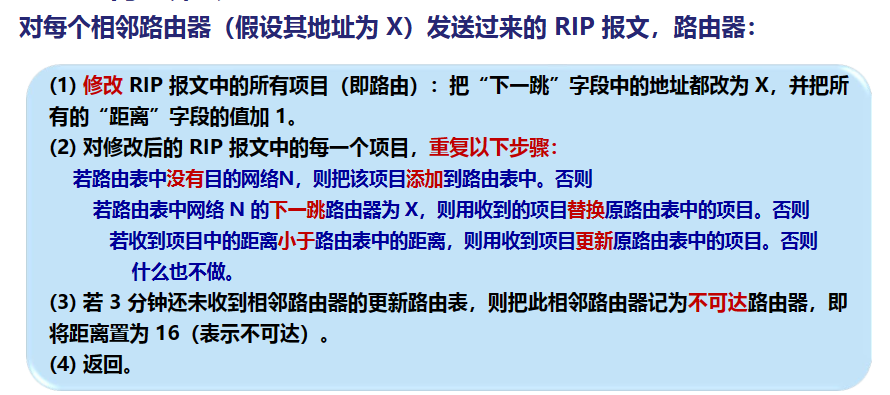 对每个相邻路由器（假设其地址为 X）发送过来的 RIP 报文，路由器：
(1) 修改 RIP 报文中的所有项目（即路由）：把“下一跳”字段中的地址都改为 X，并把所
有的“距离”字段的值加 1。
(2) 对修改后的 RIP 报文中的每一个项目，重复以下步骤：
若路由表中没有目的网络N，则把该项目添加到路由表中。否则
若路由表中网络 N 的下一跳路由器为 X，则用收到的项目替换原路由表中的项目。否则
若收到项目中的距离小于路由表中的距离，则用收到项目更新原路由表中的项目。否则
什么也不做。
(3) 若 3 分钟还未收到相邻路由器的更新路由表，则把此相邻路由器记为不可达路由器，即
将距离置为 16（表示不可达）。
(4) 返回。